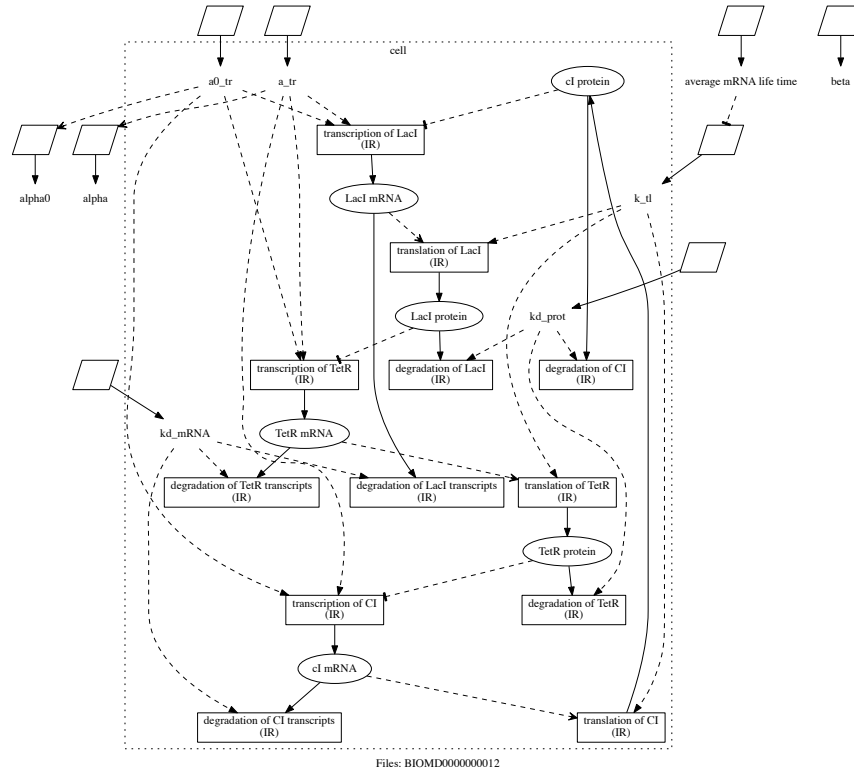 cell
a0_tr
a_tr
cI protein
average mRNA life time
beta
transcription of LacI
(IR)
alpha0
alpha
LacI mRNA
k_tl
translation of LacI
(IR)
LacI protein
kd_prot
transcription of TetR
(IR)
degradation of LacI
(IR)
degradation of CI
(IR)
kd_mRNA
TetR mRNA
degradation of TetR transcripts
(IR)
degradation of LacI transcripts
(IR)
translation of TetR
(IR)
TetR protein
transcription of CI
(IR)
degradation of TetR
(IR)
cI mRNA
degradation of CI transcripts
(IR)
translation of CI
(IR)
Files: BIOMD0000000012